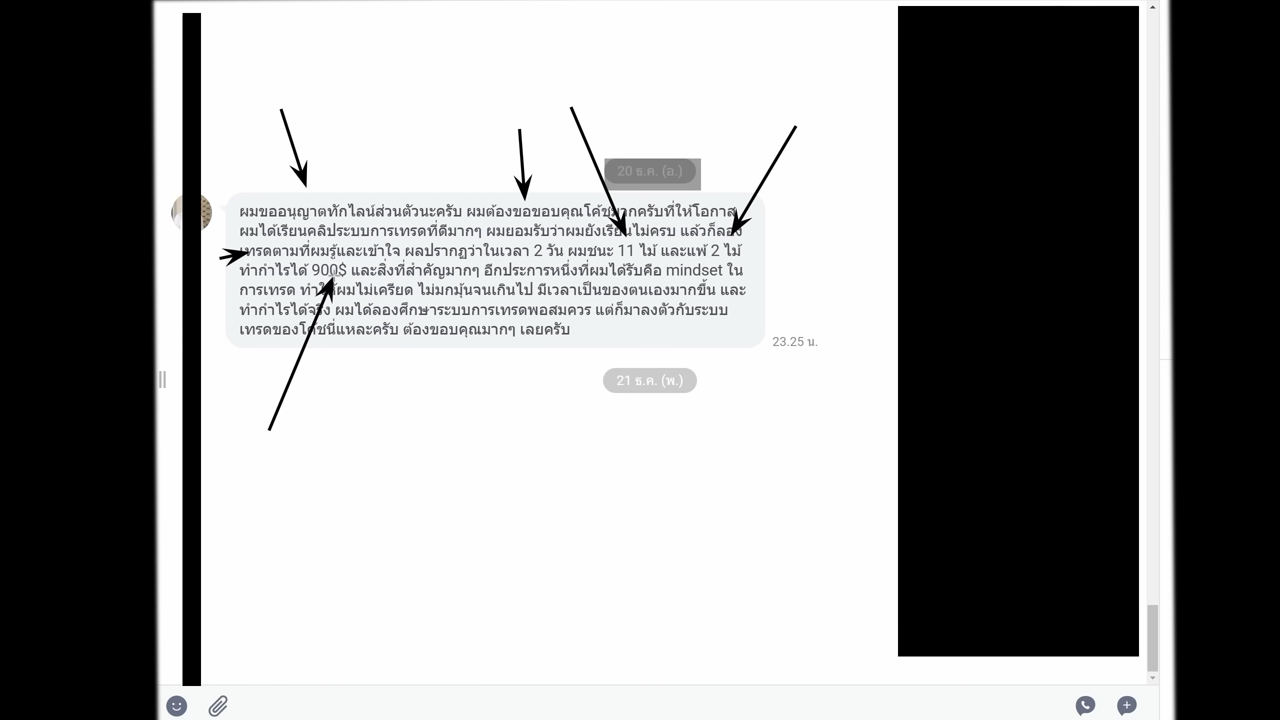 20 ธ.ค. (อ.)
ผมขออนุญาตทักไลน์ส่วนตัวนะครับ ผมต้องขอขอบคุณโค้ชมากครับที่ให้โอกาส
ผมได้เรียนคลิประบบการเทรดที่ดีมากๆ ผมยอมรับว่าผมยังเรียนไม่ครบ แล้วก็ลอง
เทรดตามที่ผมรู้และเข้าใจ ผลปรากฏว่าในเวลา 2 วัน ผมชนะ 11 ไม้ และแพ้ 2 ไม้
ทำกำไรได้ 900$ และสิ่งที่สำคัญมากๆ อีกประการหนึ่งที่ผมได้รับคือ mindset ใน
การเทรด ทำให้ผมไม่เครียด ไม่มกมุ้นจนเกินไป มีเวลาเป็นของตนเองมากขึ้น และ
ทำกำไรได้จริง ผมได้ลองศึกษาระบบการเทรดพอสมควร แต่ก็มาลงตัวกับระบบ
เทรดของโค้ชนี่แหละครับ ต้องขอบคุณมากๆ เลยครับ
23.25 น.
21 ธ.ค. (พ.)